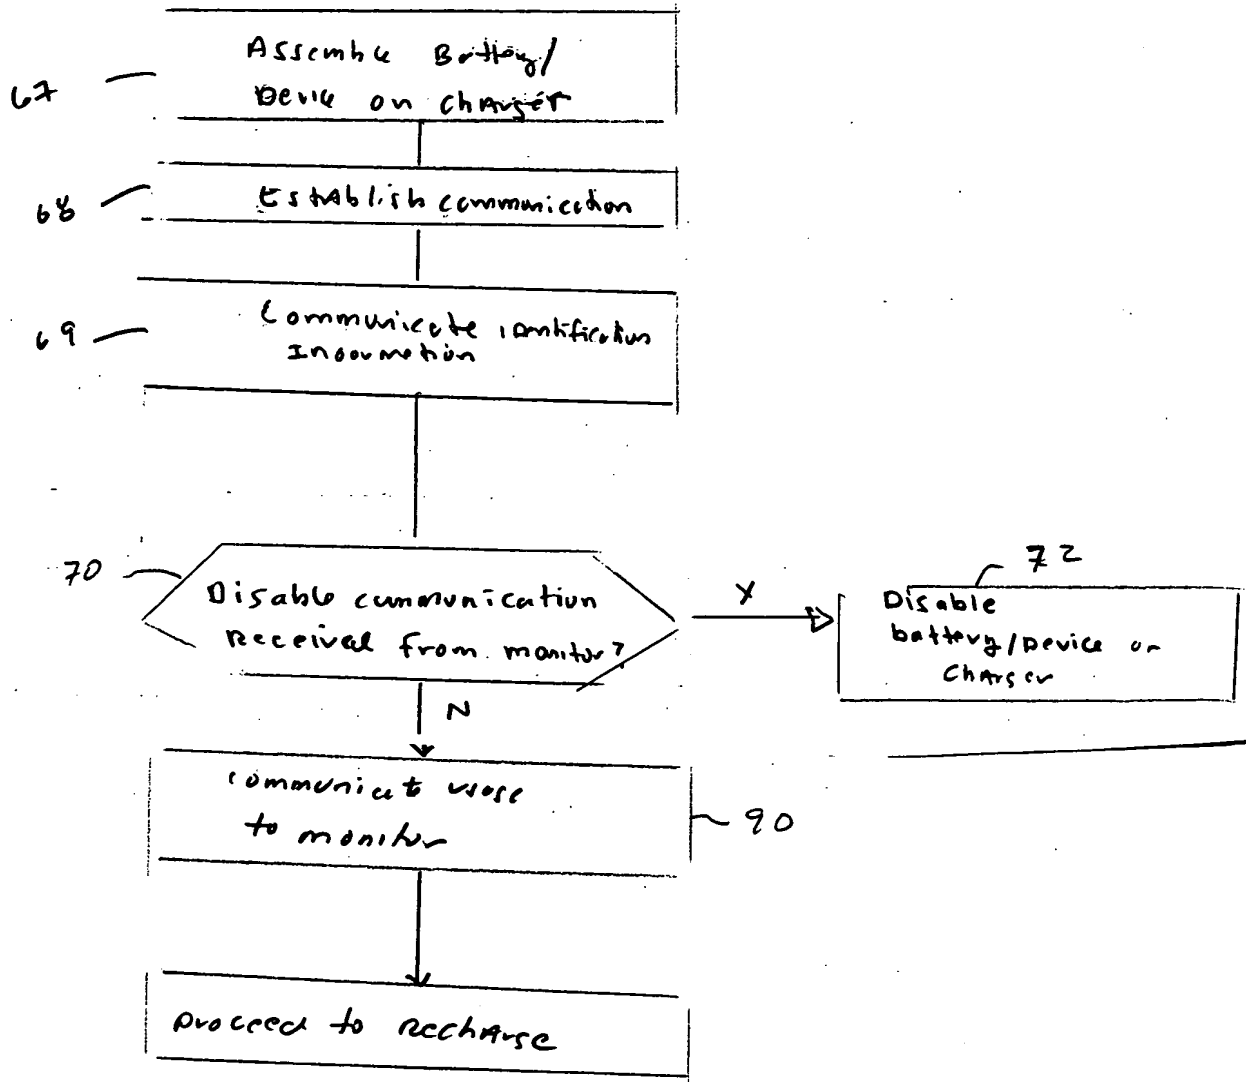 Assemble Battery/
67
Device on Charger
68
Establish communication
69
Communicate identification
Information
70
Disable communication
Received from monitor?
Y
72
Disable
battery/Device or
Charger
N
Communicate usage
to monitor
90
Proceed to Recharge